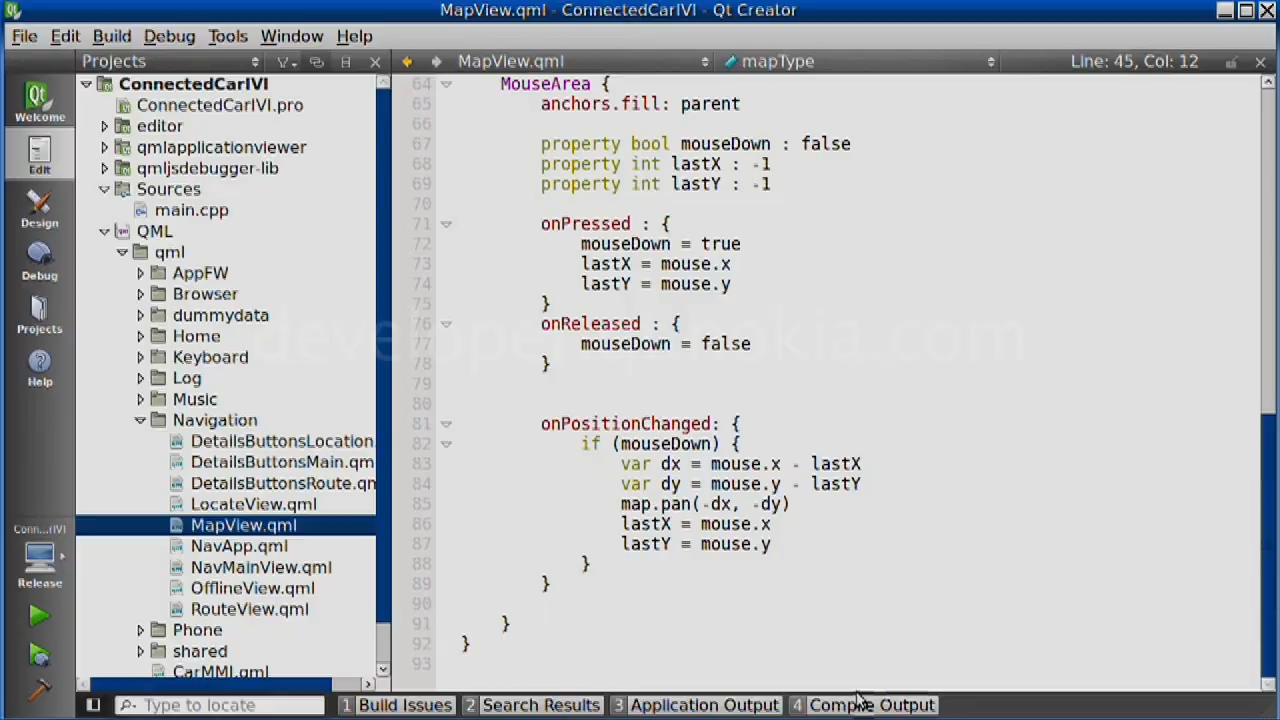 MapView.qml - ConnectedCarIVI - Qt Creator
File Edit Build Debug Tools Window Help
Projects MapView.qml mapType Line: 45, Col: 12
Welcome
Edit
Design
Debug
Projects
Help
Conn...rIVI
Release
ConnectedCarIVI
ConnectedCarIVI.pro
editor
qmlapplicationviewer
qmljsdebugger-lib
Sources
main.cpp
QML
qml
AppFW
Browser
dummydata
Home
Keyboard
Log
Music
Navigation
DetailsButtonsLocation
DetailsButtonsMain.qm
DetailsButtonsRoute.qn
LocateView.qml
MapView.qml
NavApp.qml
NavMainView.qml
OfflineView.qml
RouteView.qml
Phone
shared
CarMMI.qml
64 MouseArea {
65 anchors.fill: parent
66
67 property bool mouseDown : false
68 property int lastX : -1
69 property int lastY : -1
70
71 onPressed : {
72 mouseDown = true
73 lastX = mouse.x
74 lastY = mouse.y
75 }
76 onReleased : {
77 mouseDown = false
78 }
79
80
81 onPositionChanged: {
82 if (mouseDown) {
83 var dx = mouse.x - lastX
84 var dy = mouse.y - lastY
85 map.pan(-dx, -dy)
86 lastX = mouse.x
87 lastY = mouse.y
88 }
89 }
90
91 }
92 }
93
Type to locate 1 Build Issues 2 Search Results 3 Application Output 4 Compile Output